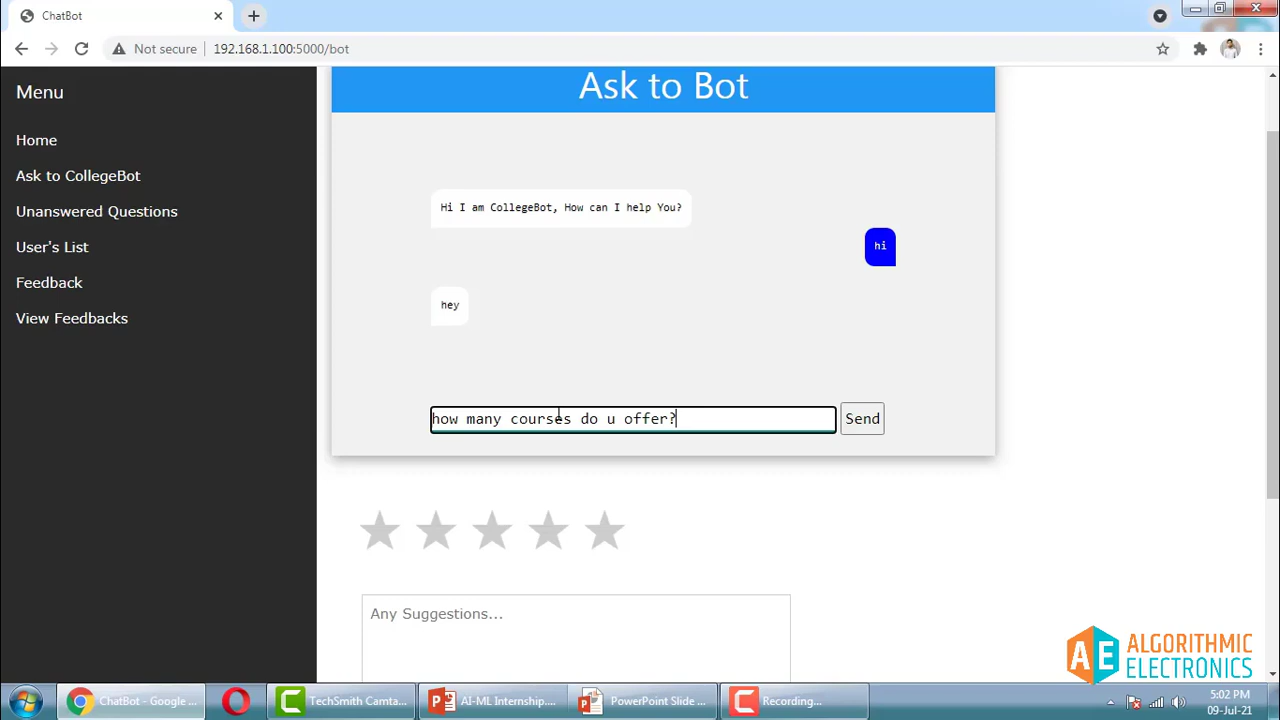 ChatBot
Not secure
192.168.1.100:5000/bot
Menu
Home
Ask to CollegeBot
Unanswered Questions
User's List
Feedback
View Feedbacks
Ask to Bot
Hi I am CollegeBot, How can I help You?
hi
hey
how many courses do u offer?
Send
Any Suggestions...
AE
ALGORITHMIC
ELECTRONICS
ChatBot - Google ...
TechSmith Camta...
AI-ML Internship....
PowerPoint Slide ...
Recording...
5:02 PM
09-Jul-21